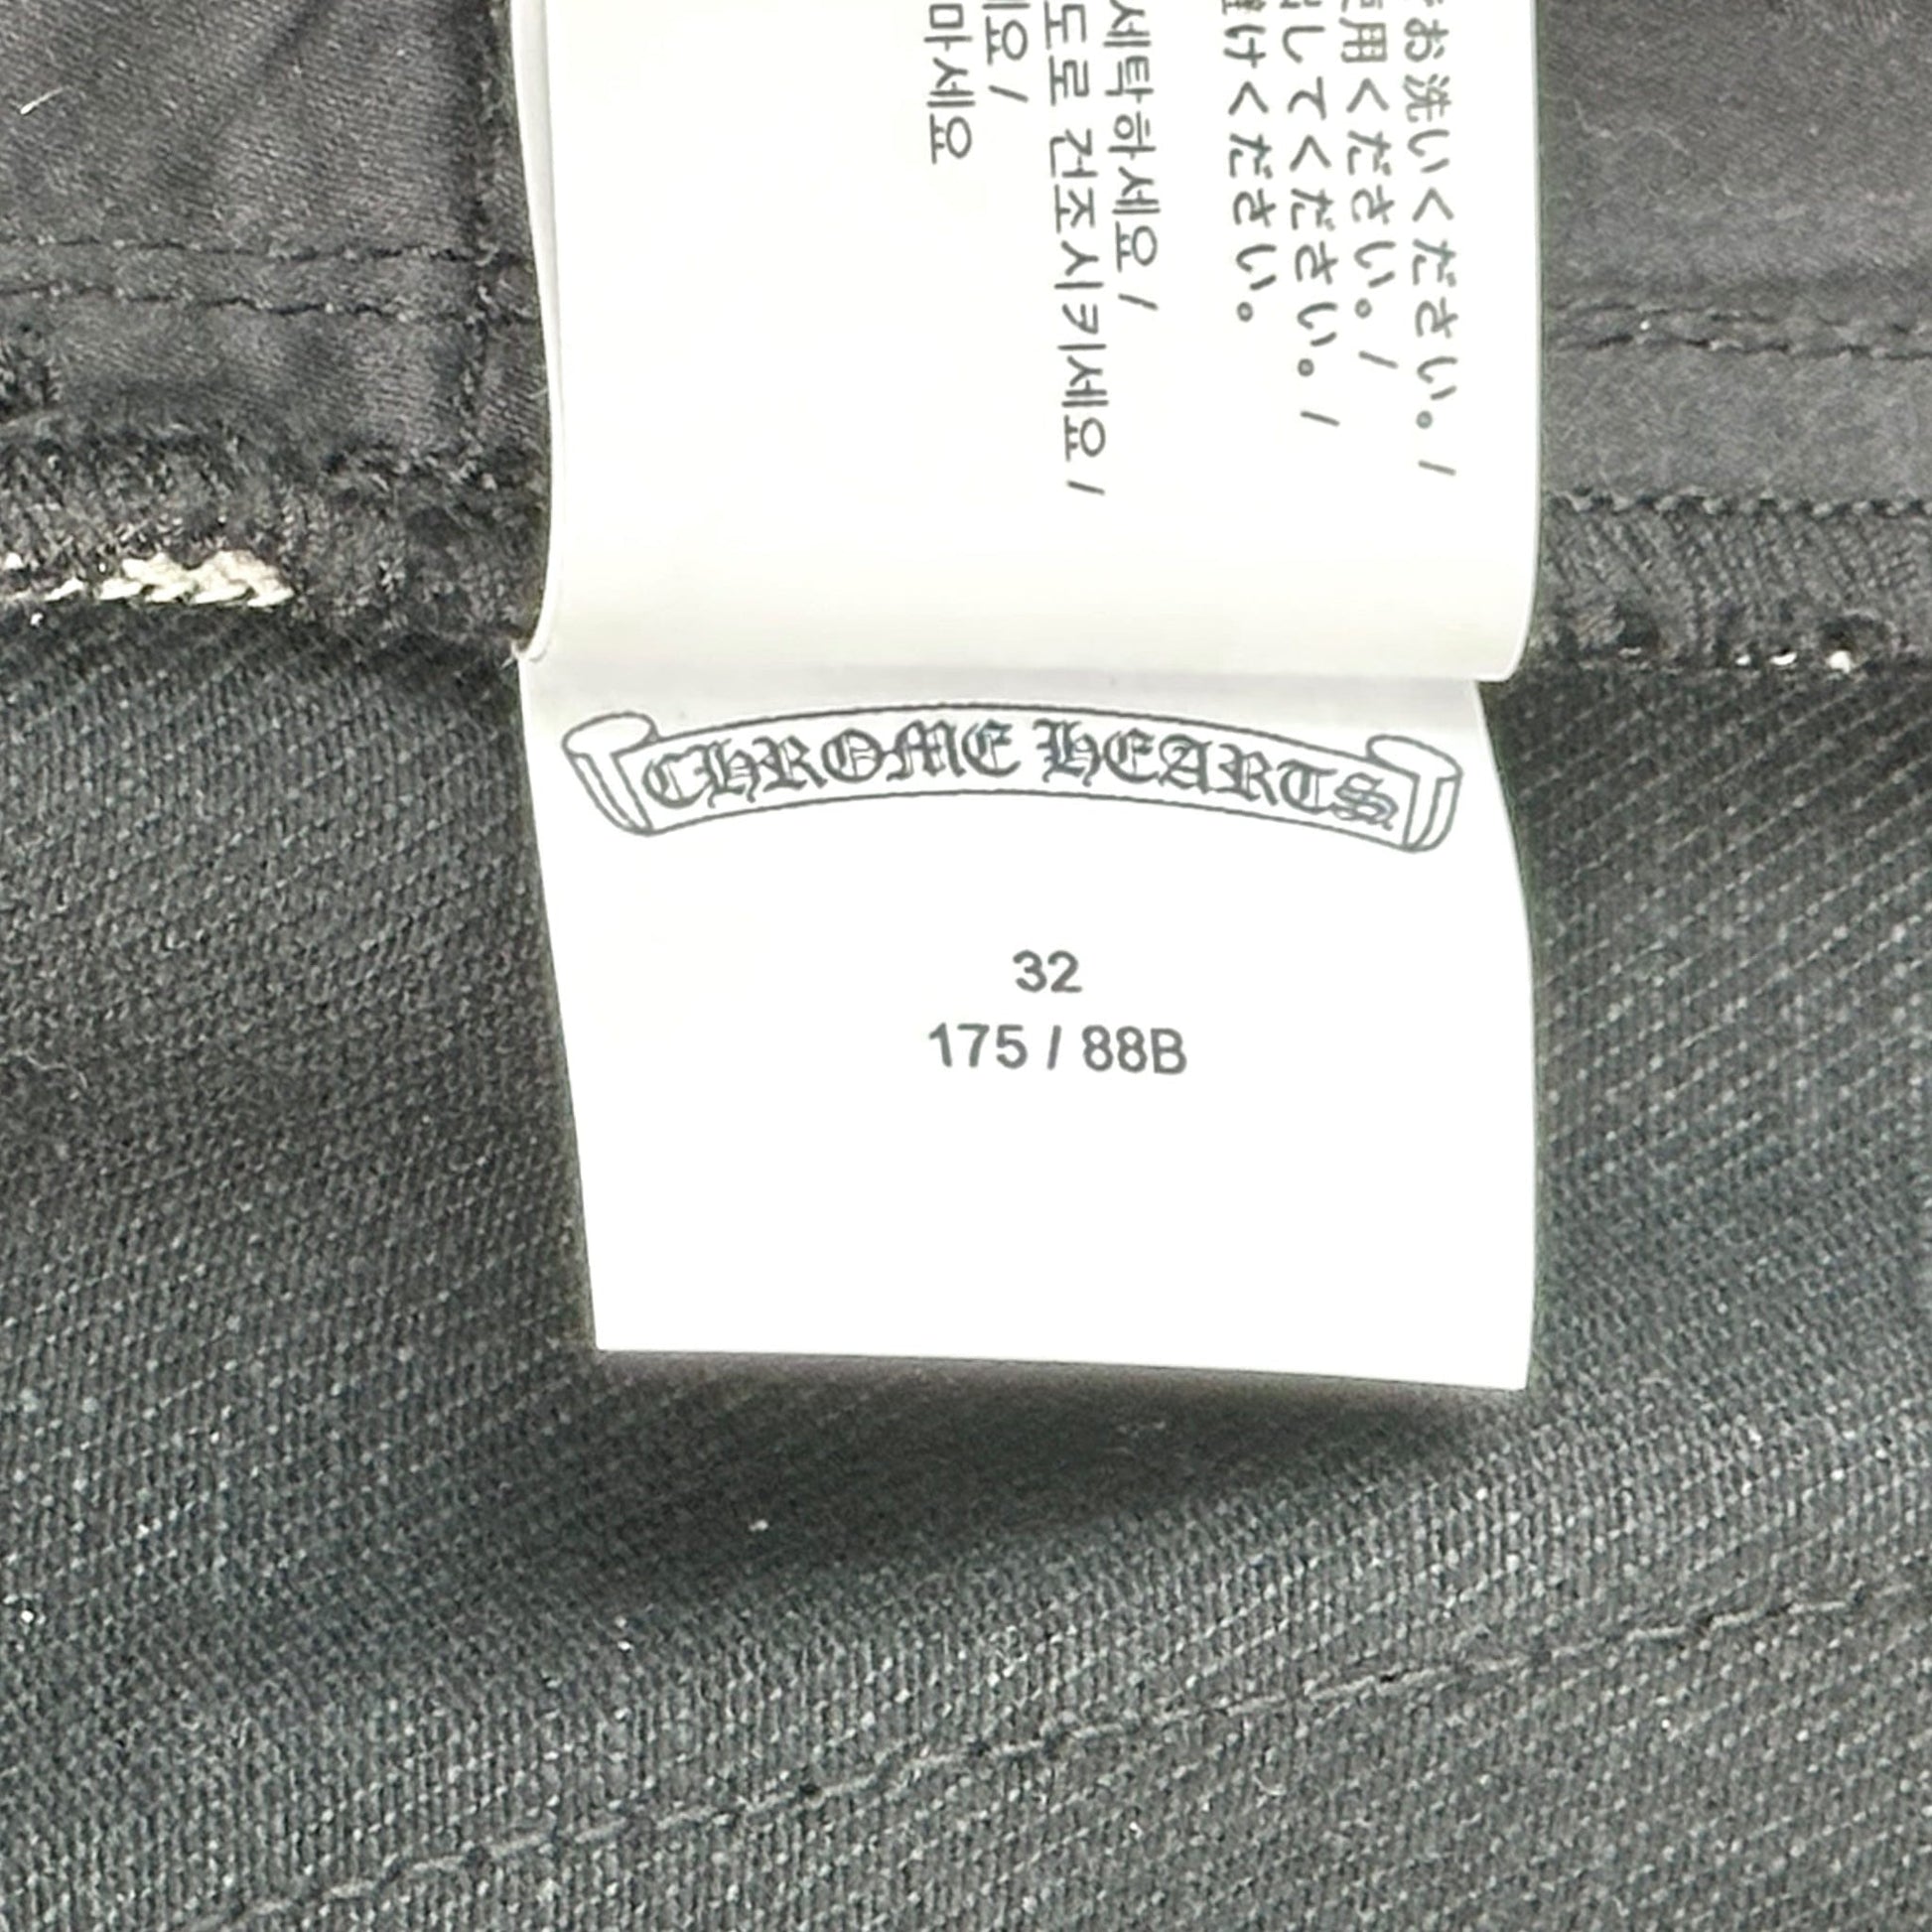 お洗いください。/
用ください。/
してください。/
けください。
세탁하세요 /
도로 건조시키세요 /
요 /
마세요
CHROME HEARTS
32
175 / 88B